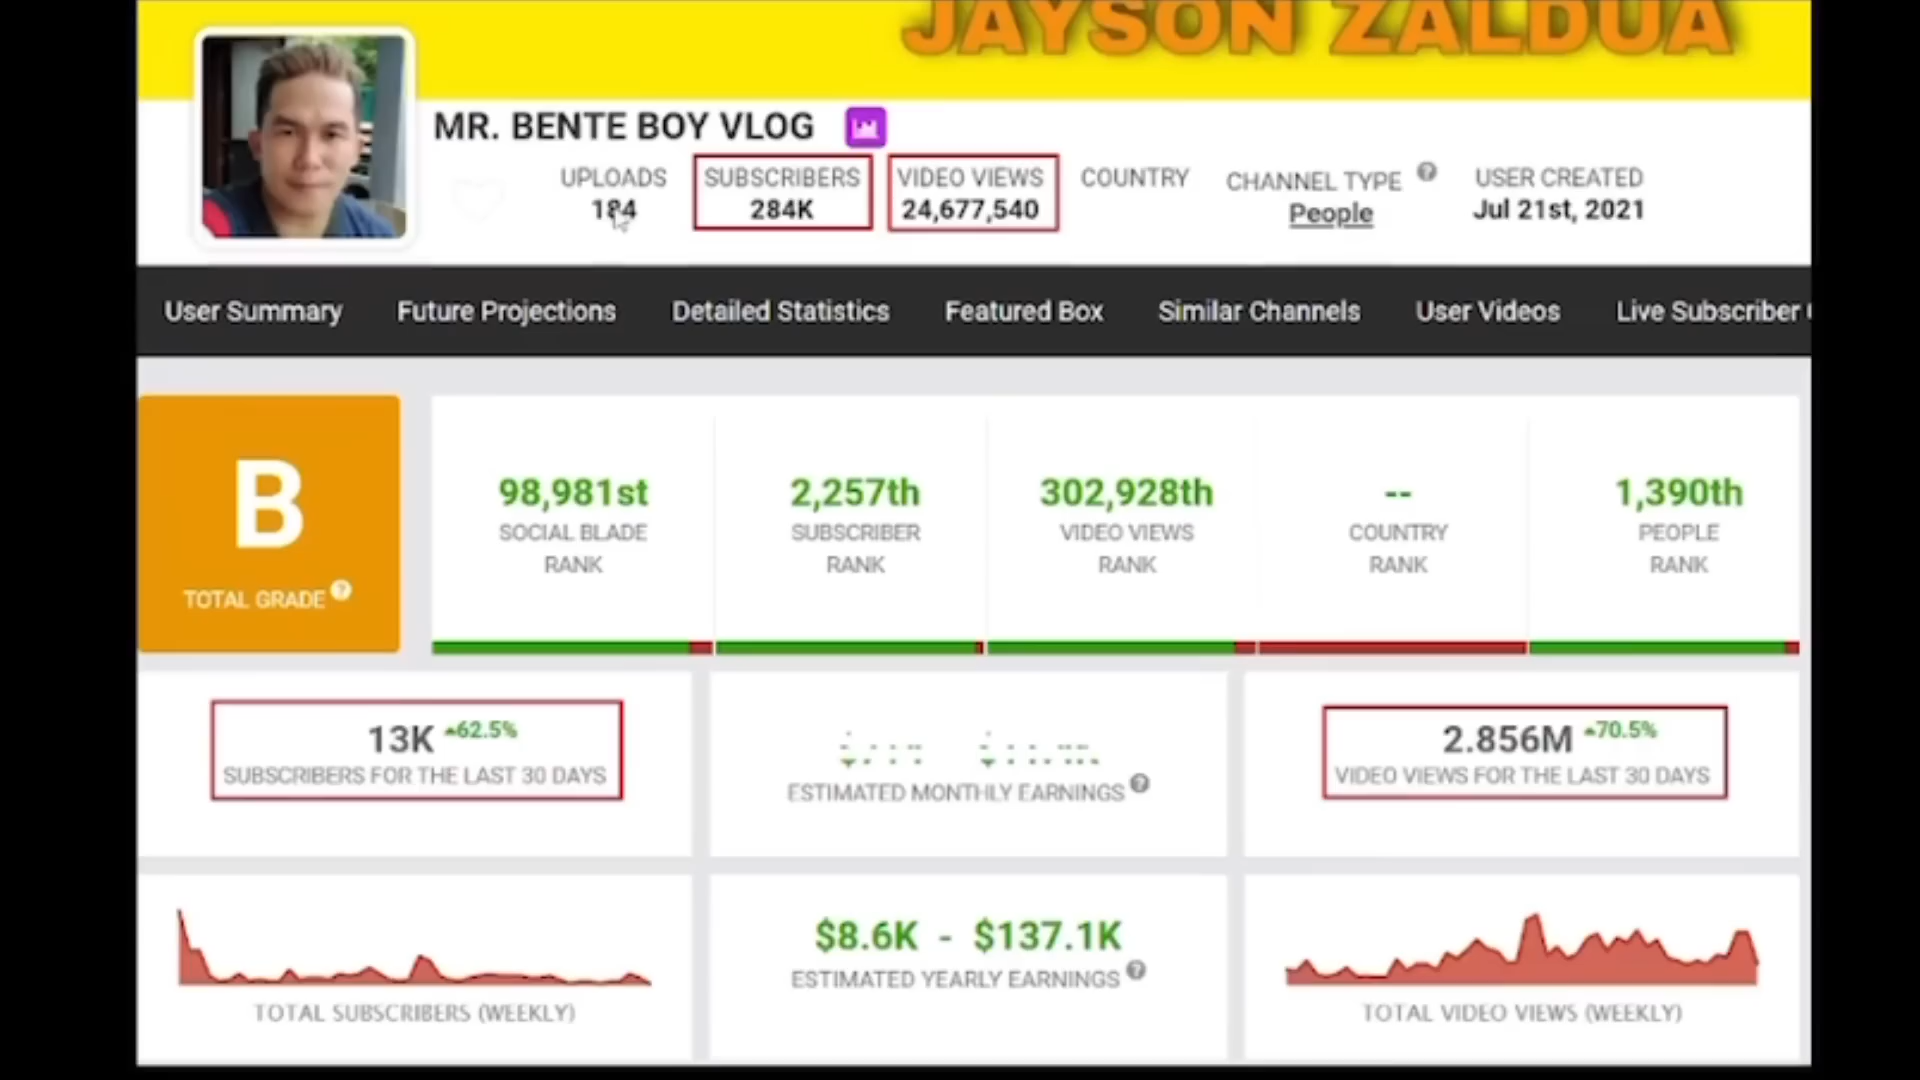 JAYSON ZALDUA
MR. BENTE BOY VLOG
UPLOADS
184
SUBSCRIBERS
284K
VIDEO VIEWS
24,677,540
COUNTRY
CHANNEL TYPE
People
USER CREATED
Jul 21st, 2021
User Summary
Future Projections
Detailed Statistics
Featured Box
Similar Channels
User Videos
Live Subscriber
B
TOTAL GRADE
98,981st
SOCIAL BLADE
RANK
2,257th
SUBSCRIBER
RANK
302,928th
VIDEO VIEWS
RANK
--
COUNTRY
RANK
1,390th
PEOPLE
RANK
13K 62.5%
SUBSCRIBERS FOR THE LAST 30 DAYS
ESTIMATED MONTHLY EARNINGS
2.856M 70.5%
VIDEO VIEWS FOR THE LAST 30 DAYS
TOTAL SUBSCRIBERS (WEEKLY)
$8.6K - $137.1K
ESTIMATED YEARLY EARNINGS
TOTAL VIDEO VIEWS (WEEKLY)